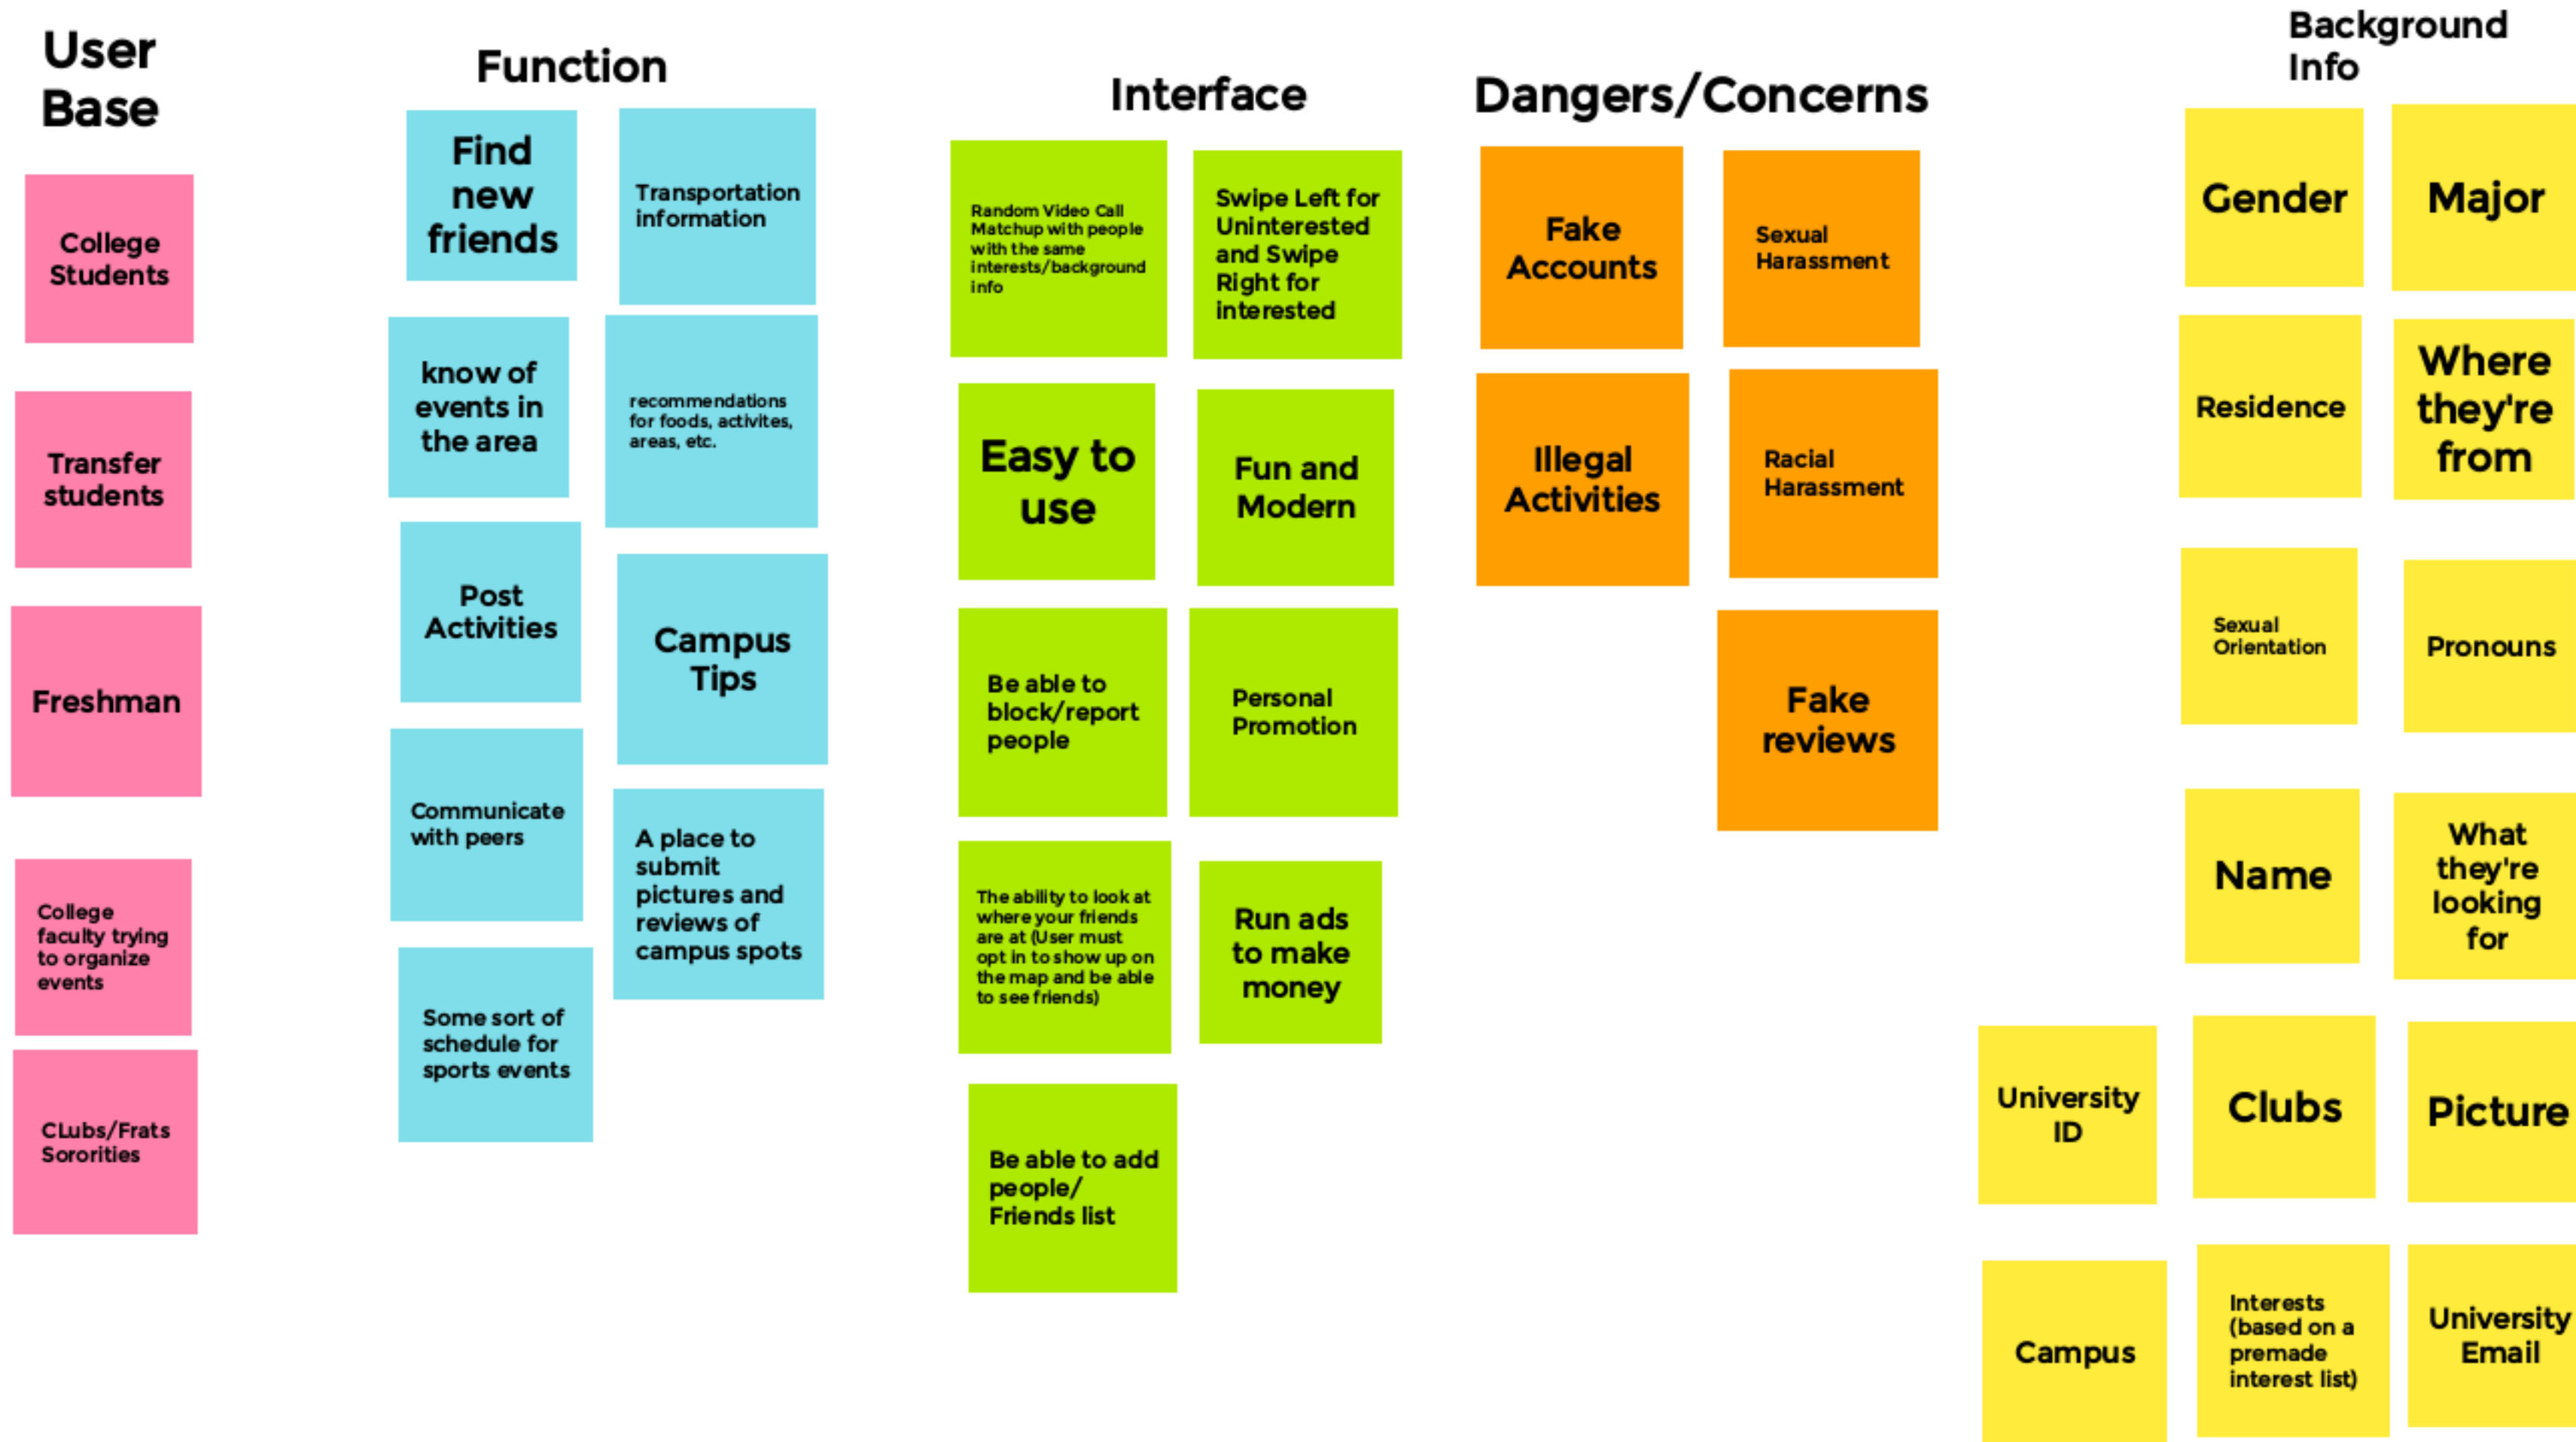 User
Base
College
Students
Transfer
students
Freshman
College
faculty trying
to organize
events
CLubs/Frats
Sororities
Function
Find
new
friends
Transportation
information
know of
events in
the area
recommendations
for foods, activites,
areas, etc.
Post
Activities
Campus
Tips
Communicate
with peers
A place to
submit
pictures and
reviews of
campus spots
Some sort of
schedule for
sports events
Interface
Random Video Call
Matchup with people
with the same
interests/background
info
Swipe Left for
Uninterested
and Swipe
Right for
interested
Easy to
use
Fun and
Modern
Be able to
block/report
people
Personal
Promotion
The ability to look at
where your friends
are at (User must
opt in to show up on
the map and be able
to see friends)
Run ads
to make
money
Be able to add
people/
Friends list
Dangers/Concerns
Fake
Accounts
Sexual
Harassment
Illegal
Activities
Racial
Harassment
Fake
reviews
Background
Info
Gender
Major
Residence
Where
they're
from
Sexual
Orientation
Pronouns
Name
What
they're
looking
for
University
ID
Clubs
Picture
Campus
Interests
(based on a
premade
interest list)
University
Email